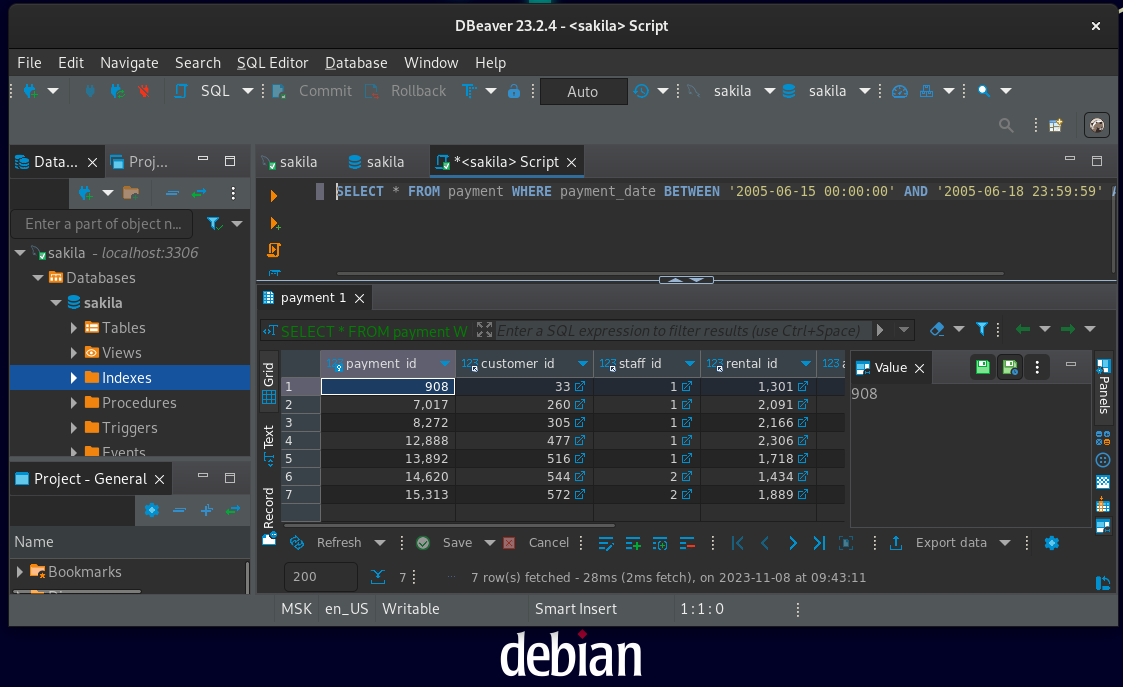 DBeaver 23.2.4 - <sakila> Script
File Edit Navigate Search SQL Editor Database Window Help
SQL Commit Rollback Auto sakila sakila
Data... Proj...
sakila sakila *<sakila> Script
SELECT * FROM payment WHERE payment_date BETWEEN '2005-06-15 00:00:00' AND '2005-06-18 23:59:59'
Enter a part of object n...
sakila - localhost:3306
Databases
sakila
Tables
Views
Indexes
Procedures
Triggers
Events
payment 1
SELECT * FROM payment W Enter a SQL expression to filter results (use Ctrl+Space)
Grid
Text
Record
123 payment_id 123 customer_id 123 staff_id 123 rental_id 123
1 908 33 1 1,301
2 7,017 260 1 2,091
3 8,272 305 1 2,166
4 12,888 477 1 2,306
5 13,892 516 1 1,718
6 14,620 544 2 1,434
7 15,313 572 2 1,889
Value
908
Panels
Project - General
Name
Bookmarks
Refresh Save Cancel Export data
200 7 7 row(s) fetched - 28ms (2ms fetch), on 2023-11-08 at 09:43:11
MSK en_US Writable Smart Insert 1:1:0
debian